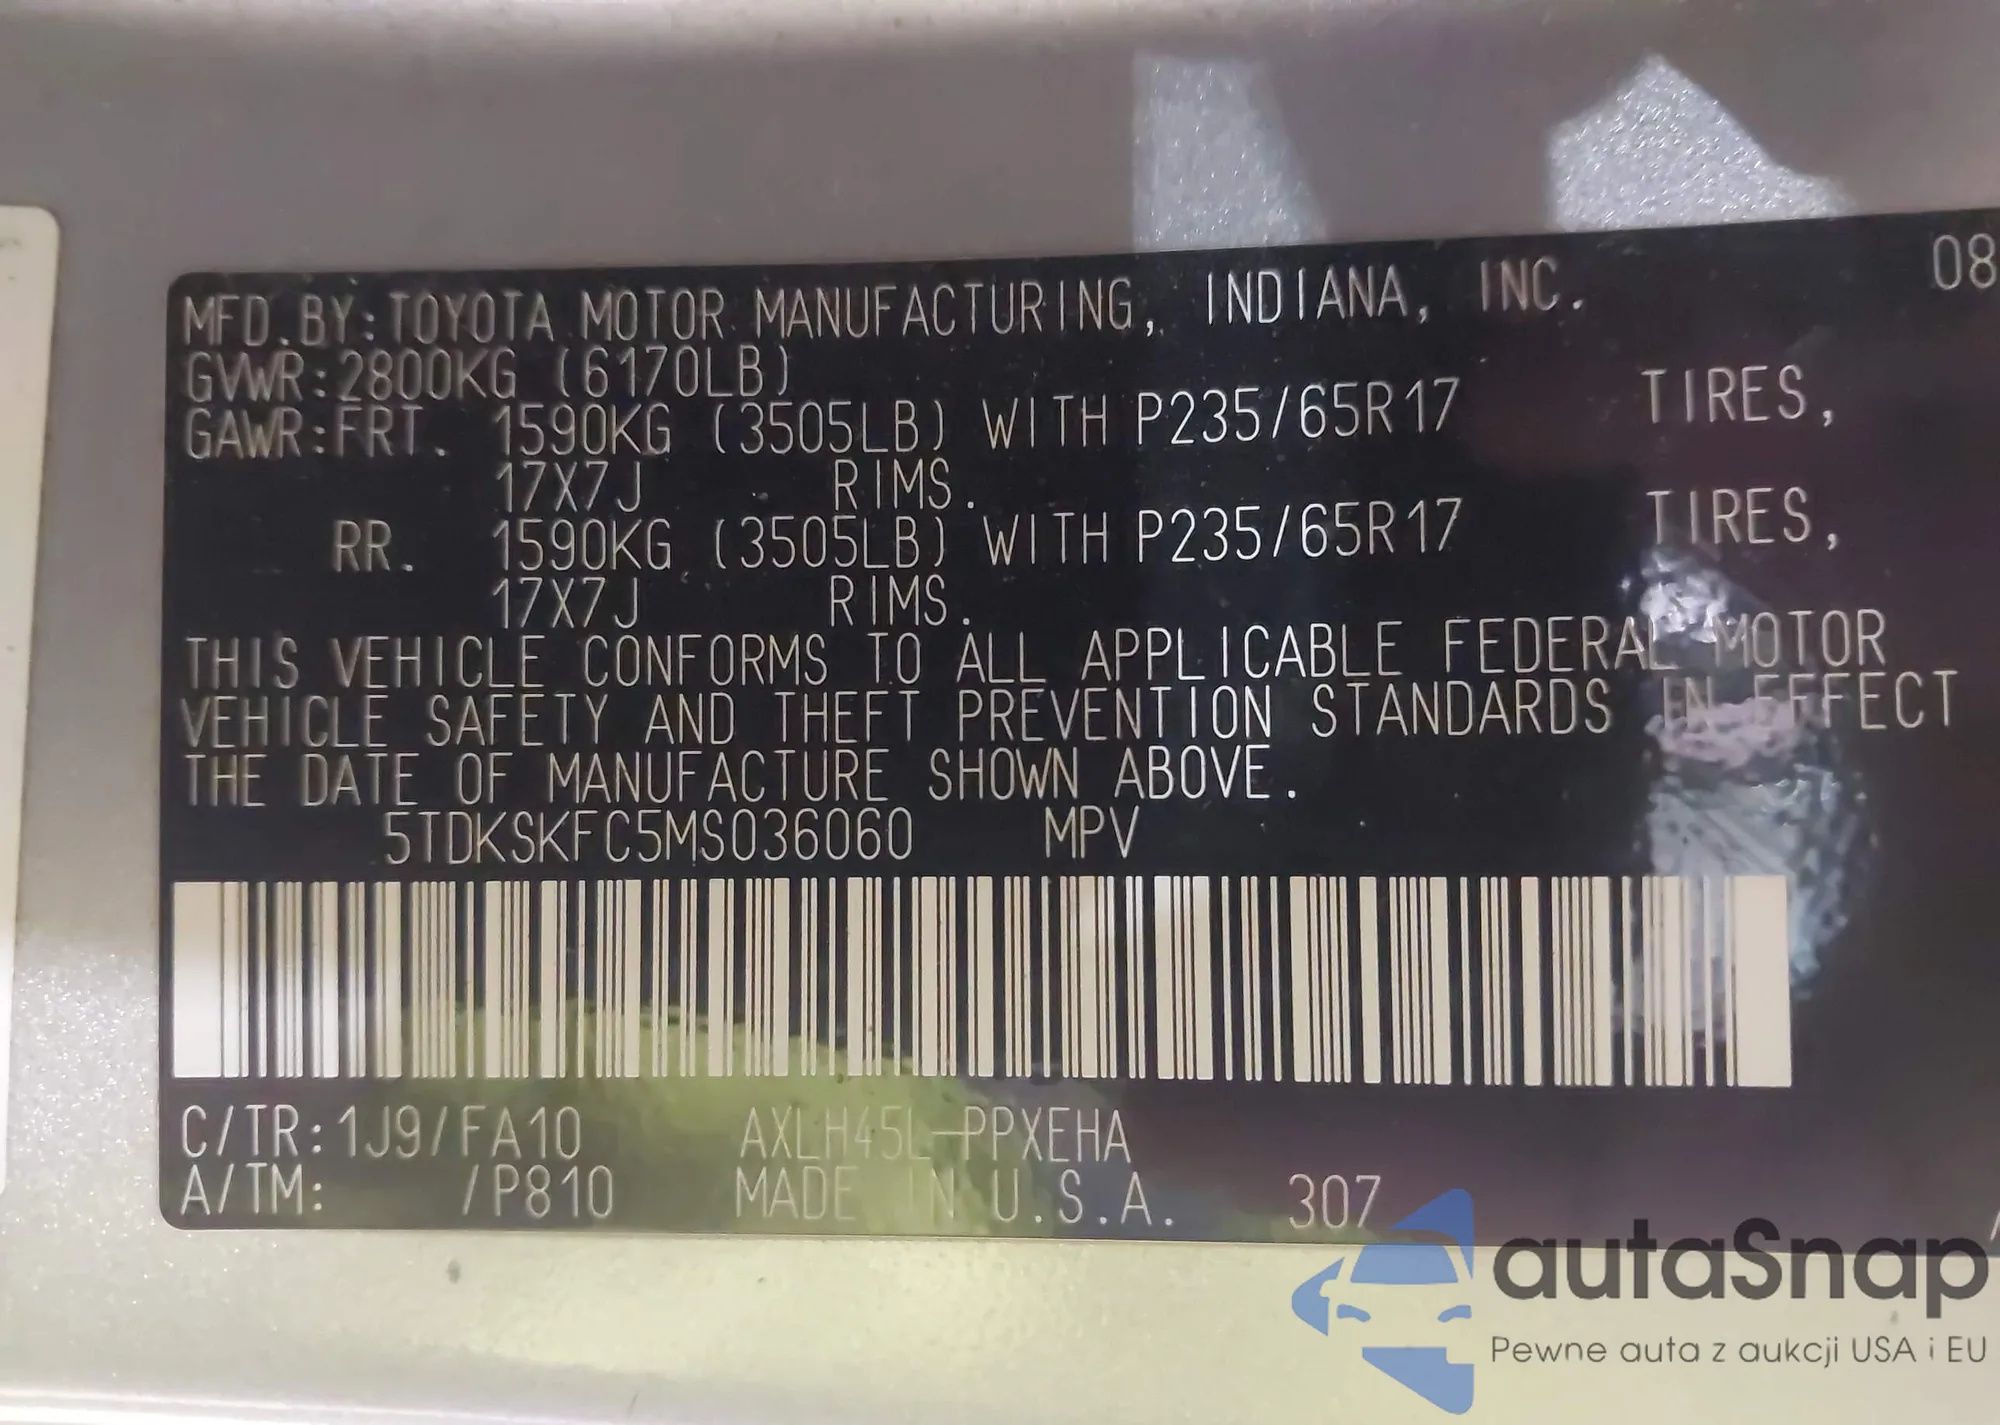 MFD.BY:TOYOTA MOTOR MANUFACTURING, INDIANA, INC. 08
GVWR:2800KG (6170LB)
GAWR:FRT. 1590KG (3505LB) WITH P235/65R17 TIRES,
17X7J RIMS.
RR. 1590KG (3505LB) WITH P235/65R17 TIRES,
17X7J RIMS.
THIS VEHICLE CONFORMS TO ALL APPLICABLE FEDERAL MOTOR
VEHICLE SAFETY AND THEFT PREVENTION STANDARDS IN EFFECT
THE DATE OF MANUFACTURE SHOWN ABOVE.
5TDKSKFC5MS036060 MPV
C/TR:1J9/FA10 AXLH45L-PPXEHA
A/TM: /P810 MADE IN U.S.A. 307
autaSnap
Pewne auta z aukcji USA i EU